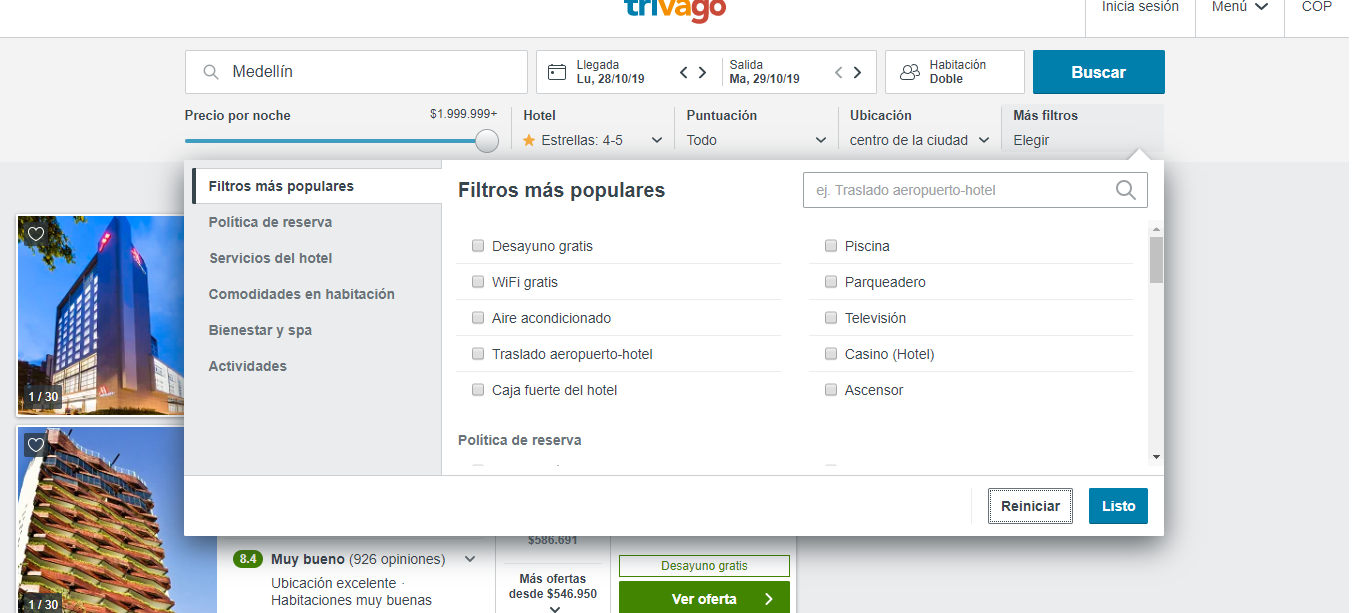 trivago
Inicia sesión
Menú
COP
Medellín
Llegada
Lu, 28/10/19
Salida
Ma, 29/10/19
Habitación
Doble
Buscar
Precio por noche
$1.999.999+
Hotel
Estrellas: 4-5
Puntuación
Todo
Ubicación
centro de la ciudad
Más filtros
Elegir
Filtros más populares
Política de reserva
Servicios del hotel
Comodidades en habitación
Bienestar y spa
Actividades
Filtros más populares
ej. Traslado aeropuerto-hotel
Desayuno gratis
Piscina
WiFi gratis
Parqueadero
Aire acondicionado
Televisión
Traslado aeropuerto-hotel
Casino (Hotel)
Caja fuerte del hotel
Ascensor
Política de reserva
Reiniciar
Listo
1 / 30
1 / 30
8.4 Muy bueno (926 opiniones)
Ubicación excelente ·
Habitaciones muy buenas
$586.691
Más ofertas
desde $546.950
Desayuno gratis
Ver oferta